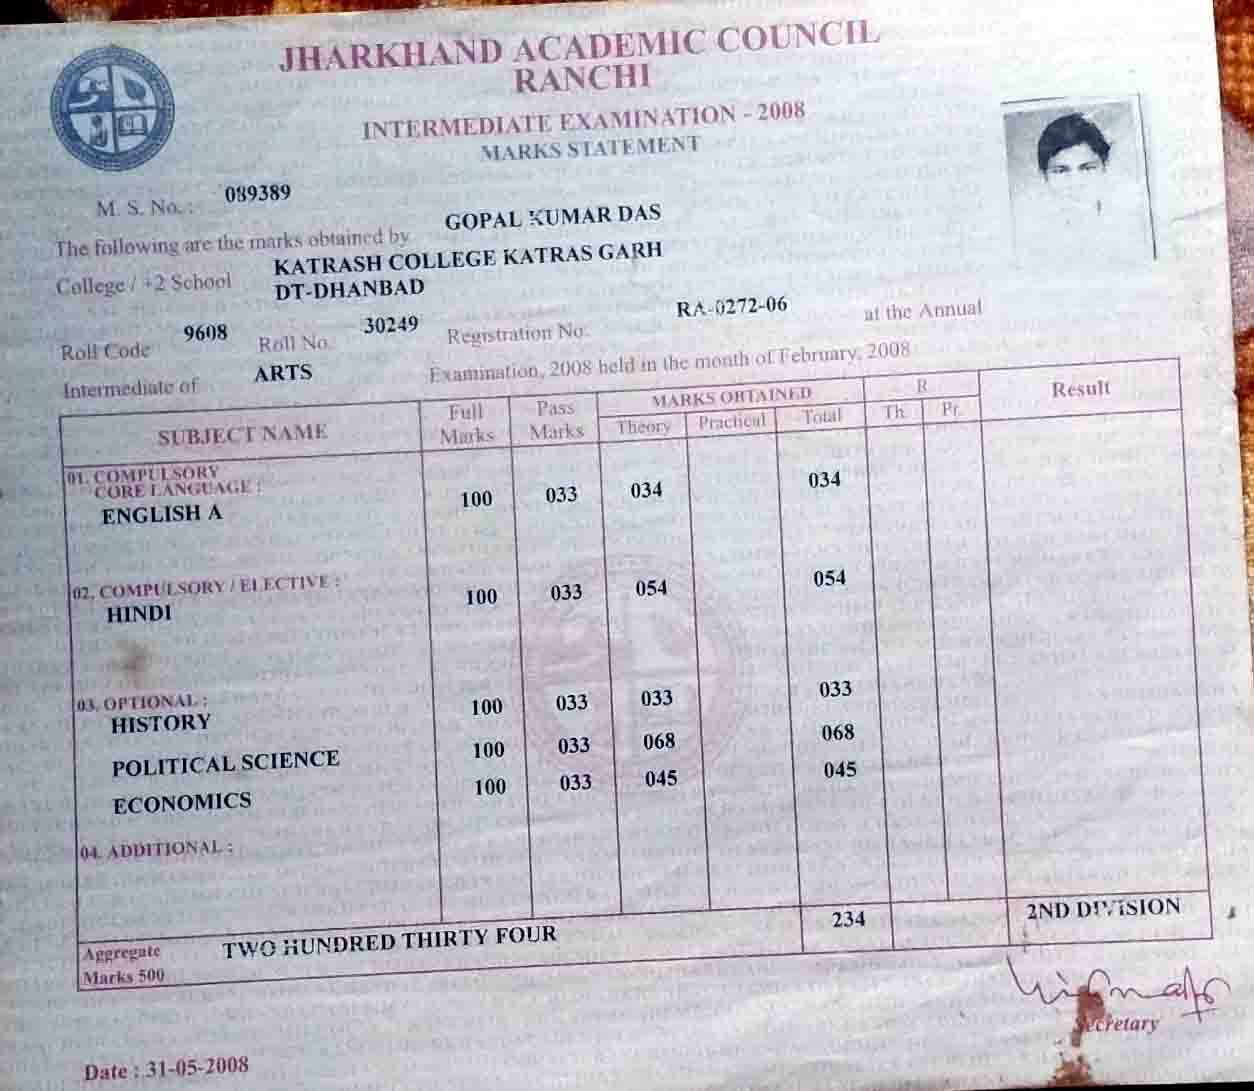 JHARKHAND ACADEMIC COUNCIL
RANCHI
INTERMEDIATE EXAMINATION - 2008
MARKS STATEMENT
M. S. No. : 089389
The following are the marks obtained by GOPAL KUMAR DAS
College / +2 School KATRASH COLLEGE KATRAS GARH
DT-DHANBAD
Roll Code 9608 Roll No. 30249 Registration No. RA-0272-06 at the Annual
Intermediate of ARTS Examination, 2008 held in the month of February, 2008
SUBJECT NAME Full Marks Pass Marks MARKS OBTAINED R. Result
Theory Practical Total Th. Pr.
01. COMPULSORY
CORE LANGUAGE :
ENGLISH A 100 033 034 034
02. COMPULSORY / ELECTIVE :
HINDI 100 033 054 054
03. OPTIONAL :
HISTORY 100 033 033 033
POLITICAL SCIENCE 100 033 068 068
ECONOMICS 100 033 045 045
04. ADDITIONAL :
Aggregate TWO HUNDRED THIRTY FOUR 234 2ND DIVISION
Marks 500
Secretary
Date : 31-05-2008